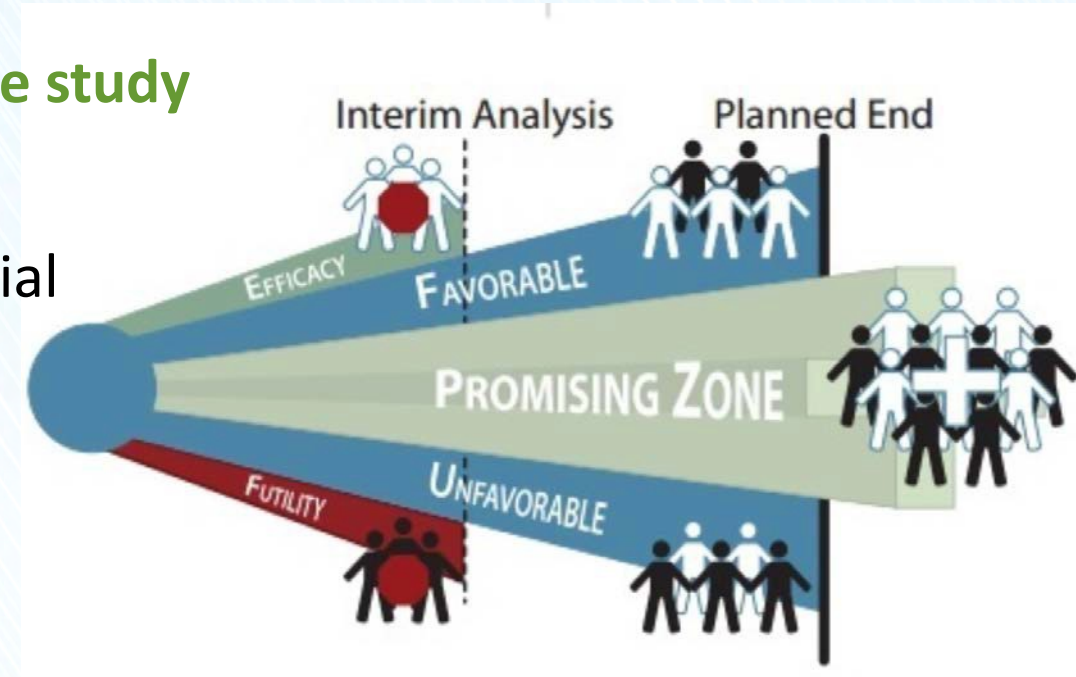 e study
ial
Interim Analysis
Planned End
EFFICACY
FAVORABLE
PROMISING ZONE
UNFAVORABLE
FUTILITY